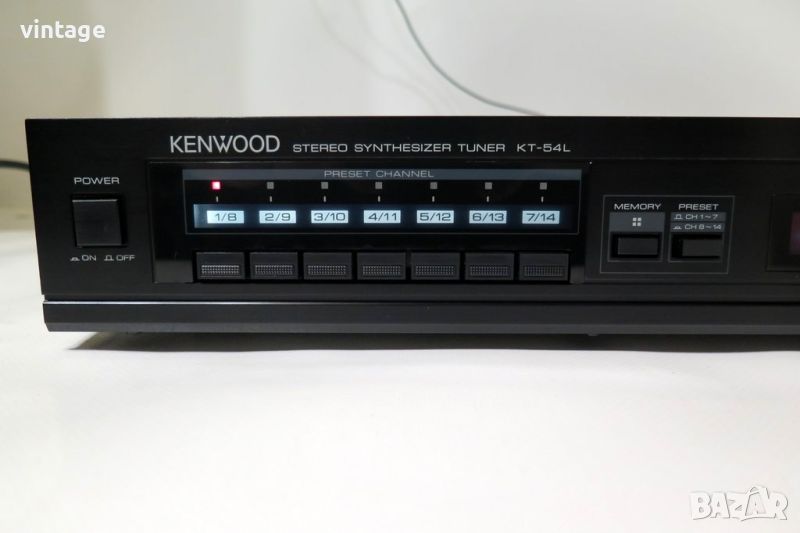 vintage
KENWOOD STEREO SYNTHESIZER TUNER KT-54L
PRESET CHANNEL
POWER
ON OFF
1/8 2/9 3/10 4/11 5/12 6/13 7/14
MEMORY PRESET
CH 1~7
CH 8~14
BAZAR